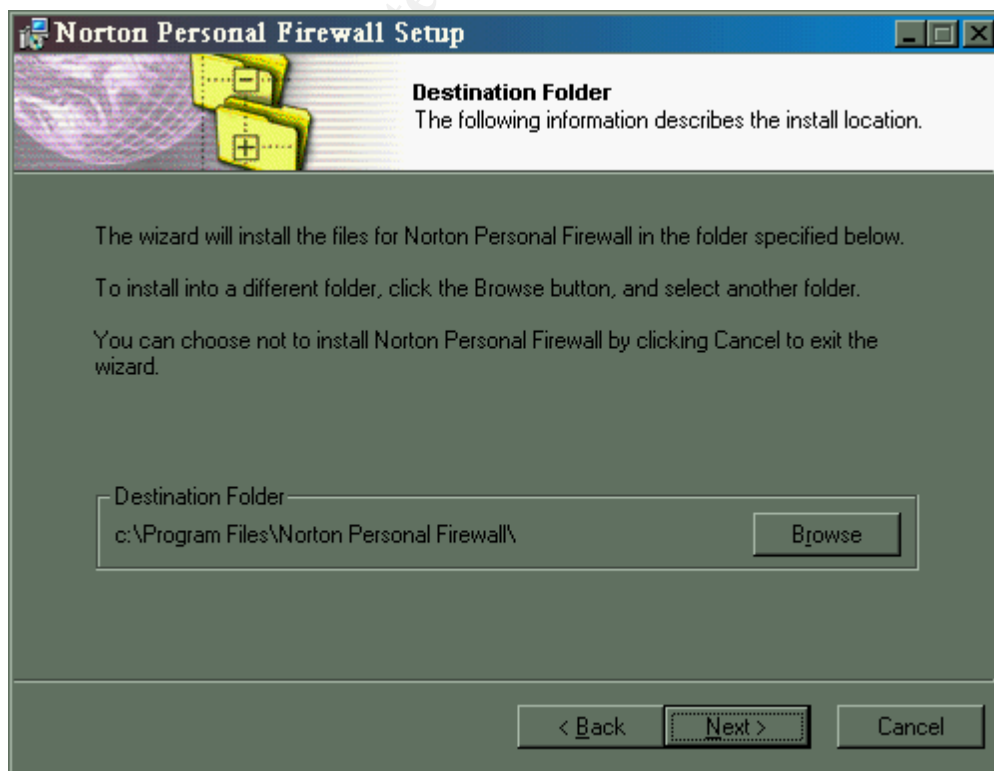 Norton Personal Firewall Setup
Destination Folder
The following information describes the install location.
The wizard will install the files for Norton Personal Firewall in the folder specified below.
To install into a different folder, click the Browse button, and select another folder.
You can choose not to install Norton Personal Firewall by clicking Cancel to exit the
wizard.
Destination Folder
c:\Program Files\Norton Personal Firewall\
Browse
< Back
Next >
Cancel